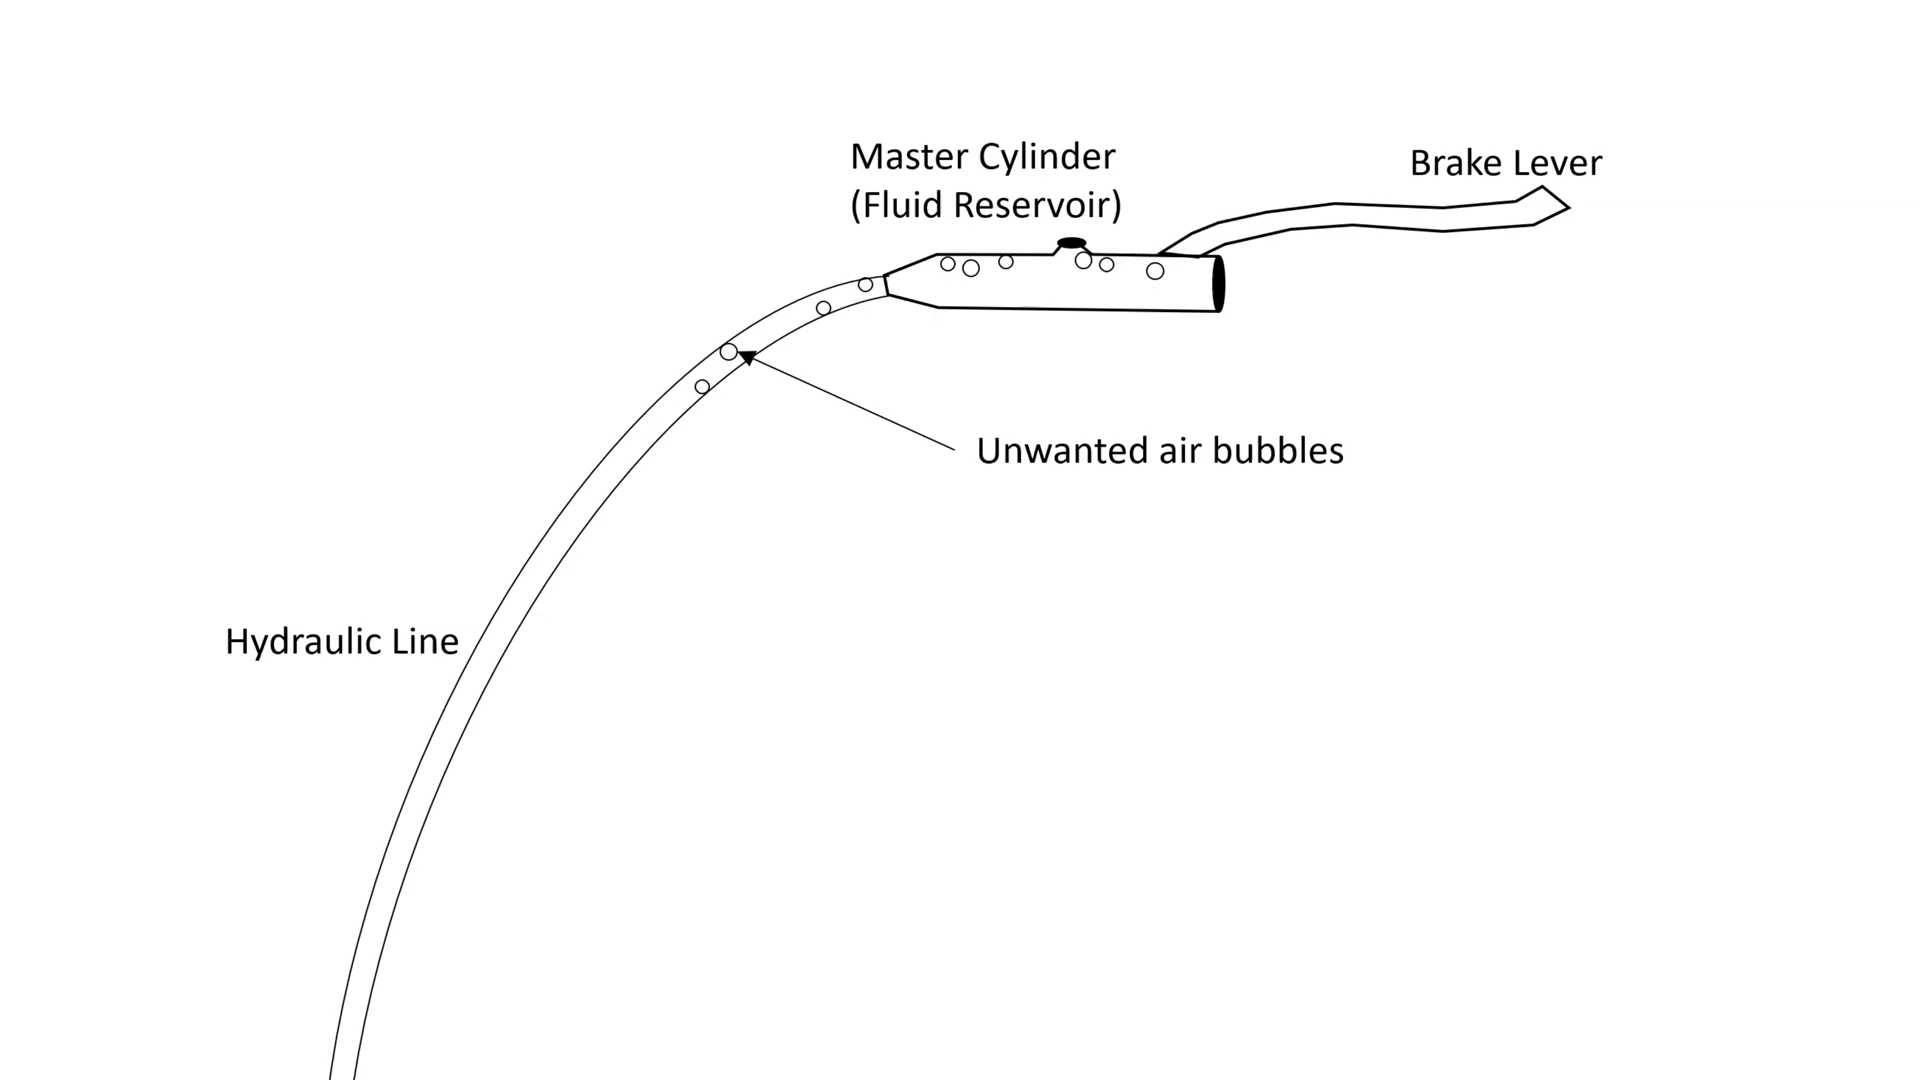 Master Cylinder
(Fluid Reservoir)
Brake Lever
Unwanted air bubbles
Hydraulic Line